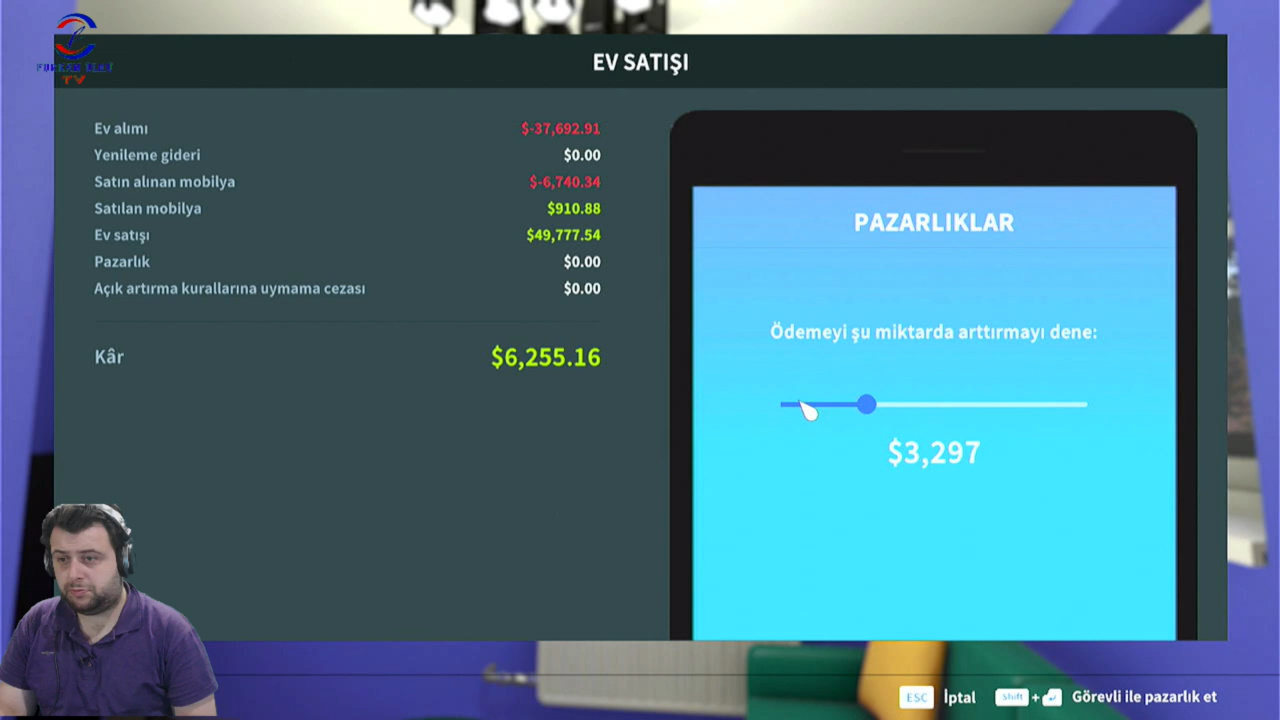 TV
EV SATIŞI
Ev alımı $-37,692.91
Yenileme gideri $0.00
Satın alınan mobilya $-6,740.34
Satılan mobilya $910.88
Ev satışı $49,777.54
Pazarlık $0.00
Açık artırma kurallarına uymama cezası $0.00
Kâr $6,255.16
PAZARLIKLAR
Ödemeyi şu miktarda arttırmayı dene:
$3,297
ESC İptal Shift + Görevli ile pazarlık et